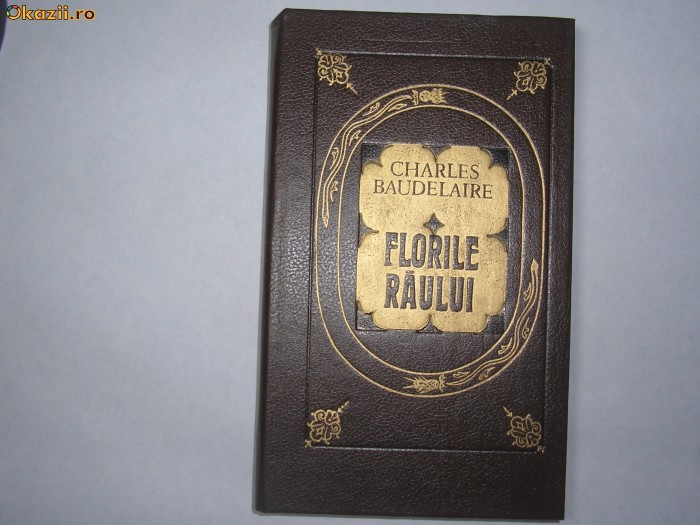 Okazii.ro
CHARLES
BAUDELAIRE
FLORILE
RĂULUI